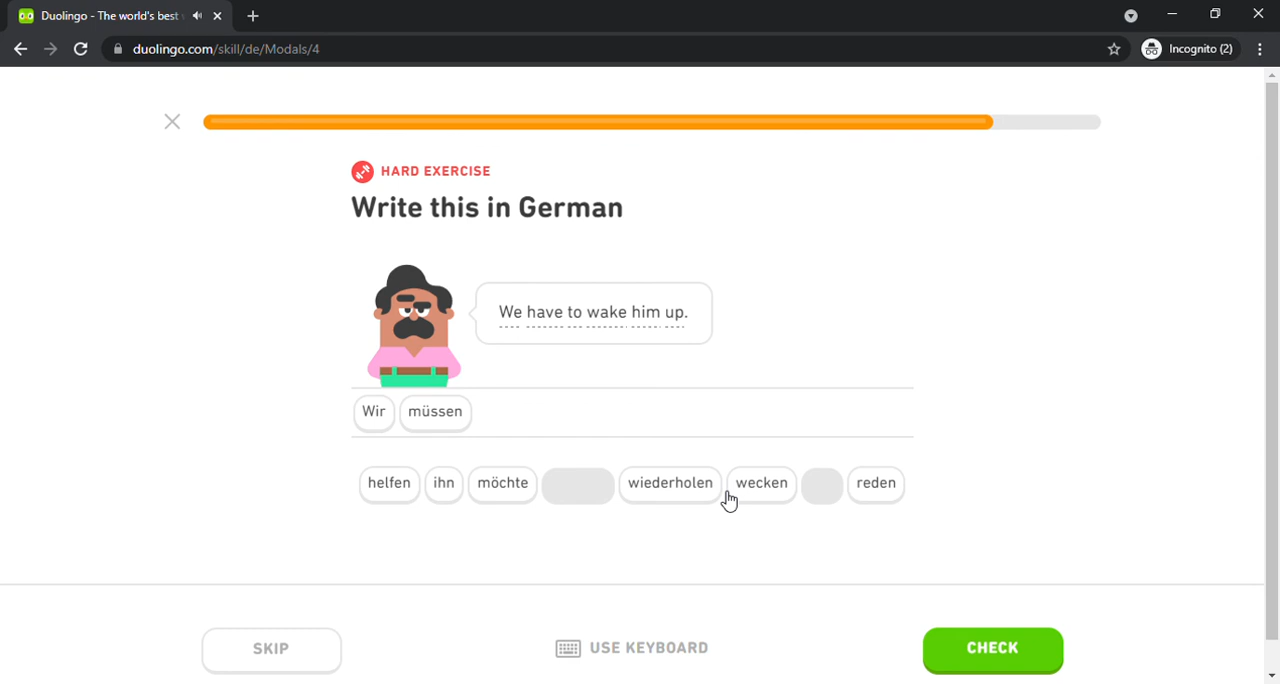 Duolingo - The world's best
duolingo.com/skill/de/Modals/4
Incognito (2)
HARD EXERCISE
Write this in German
We have to wake him up.
Wir müssen
helfen ihn möchte wiederholen wecken reden
SKIP
USE KEYBOARD
CHECK